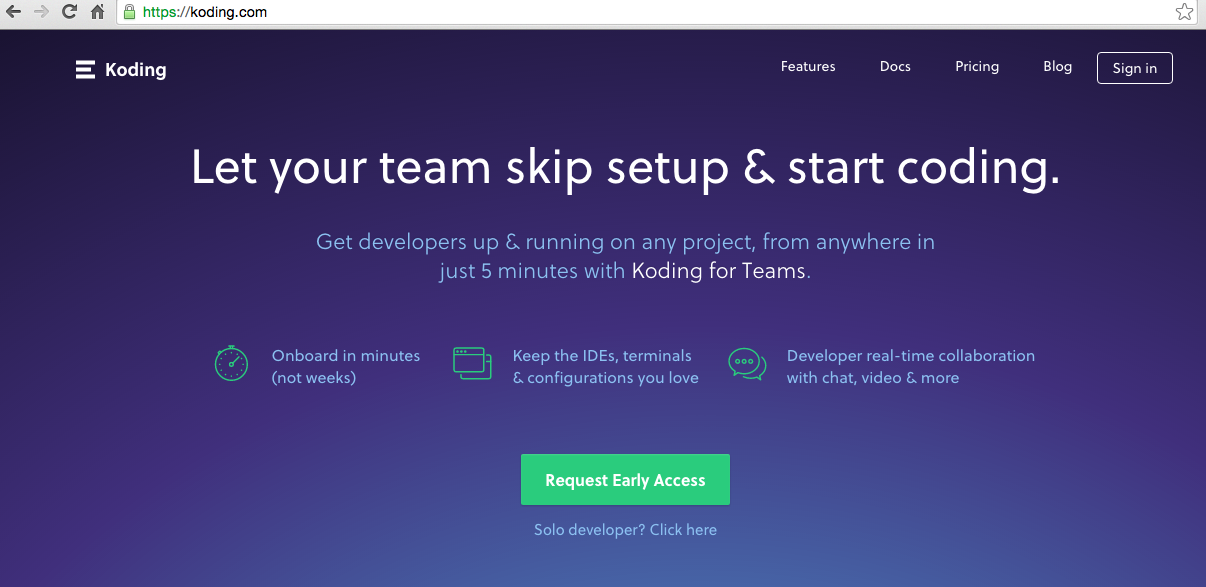 https://koding.com
Koding
Features Docs Pricing Blog Sign in
Let your team skip setup & start coding.
Get developers up & running on any project, from anywhere in
just 5 minutes with Koding for Teams.
Onboard in minutes
(not weeks)
Keep the IDEs, terminals
& configurations you love
Developer real-time collaboration
with chat, video & more
Request Early Access
Solo developer? Click here